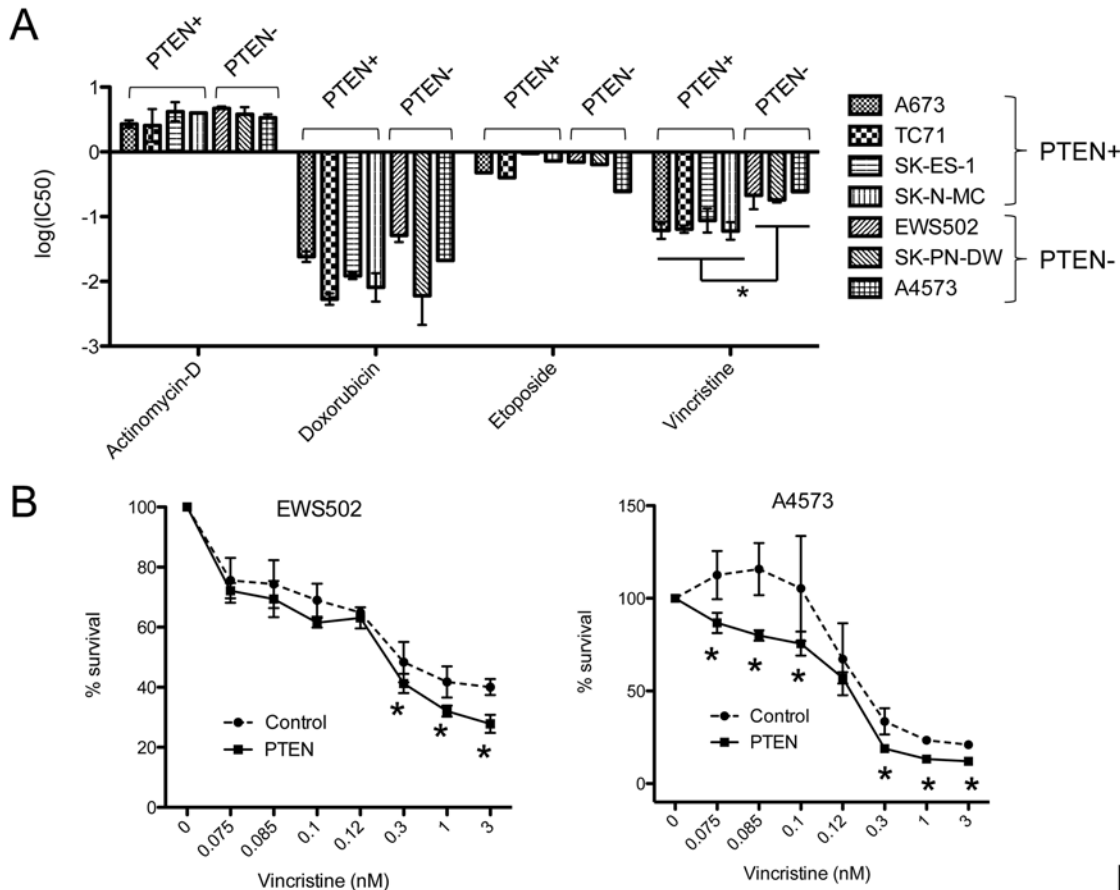 A
PTEN+ PTEN- PTEN+ PTEN- PTEN+ PTEN- PTEN+ PTEN-
log(IC50)
1
0
-1
-2
-3
*
Actinomycin-D Doxorubicin Etoposide Vincristine
A673
TC71
SK-ES-1
SK-N-MC
PTEN+
EWS502
SK-PN-DW
A4573
PTEN-
B
EWS502
% survival
100
80
60
40
20
0
Control
PTEN
* * *
0 0.075 0.085 0.1 0.12 0.3 1 3
Vincristine (nM)
A4573
% survival
150
100
50
0
* * *
Control
PTEN
* * *
0 0.075 0.085 0.1 0.12 0.3 1 3
Vincristine (nM)